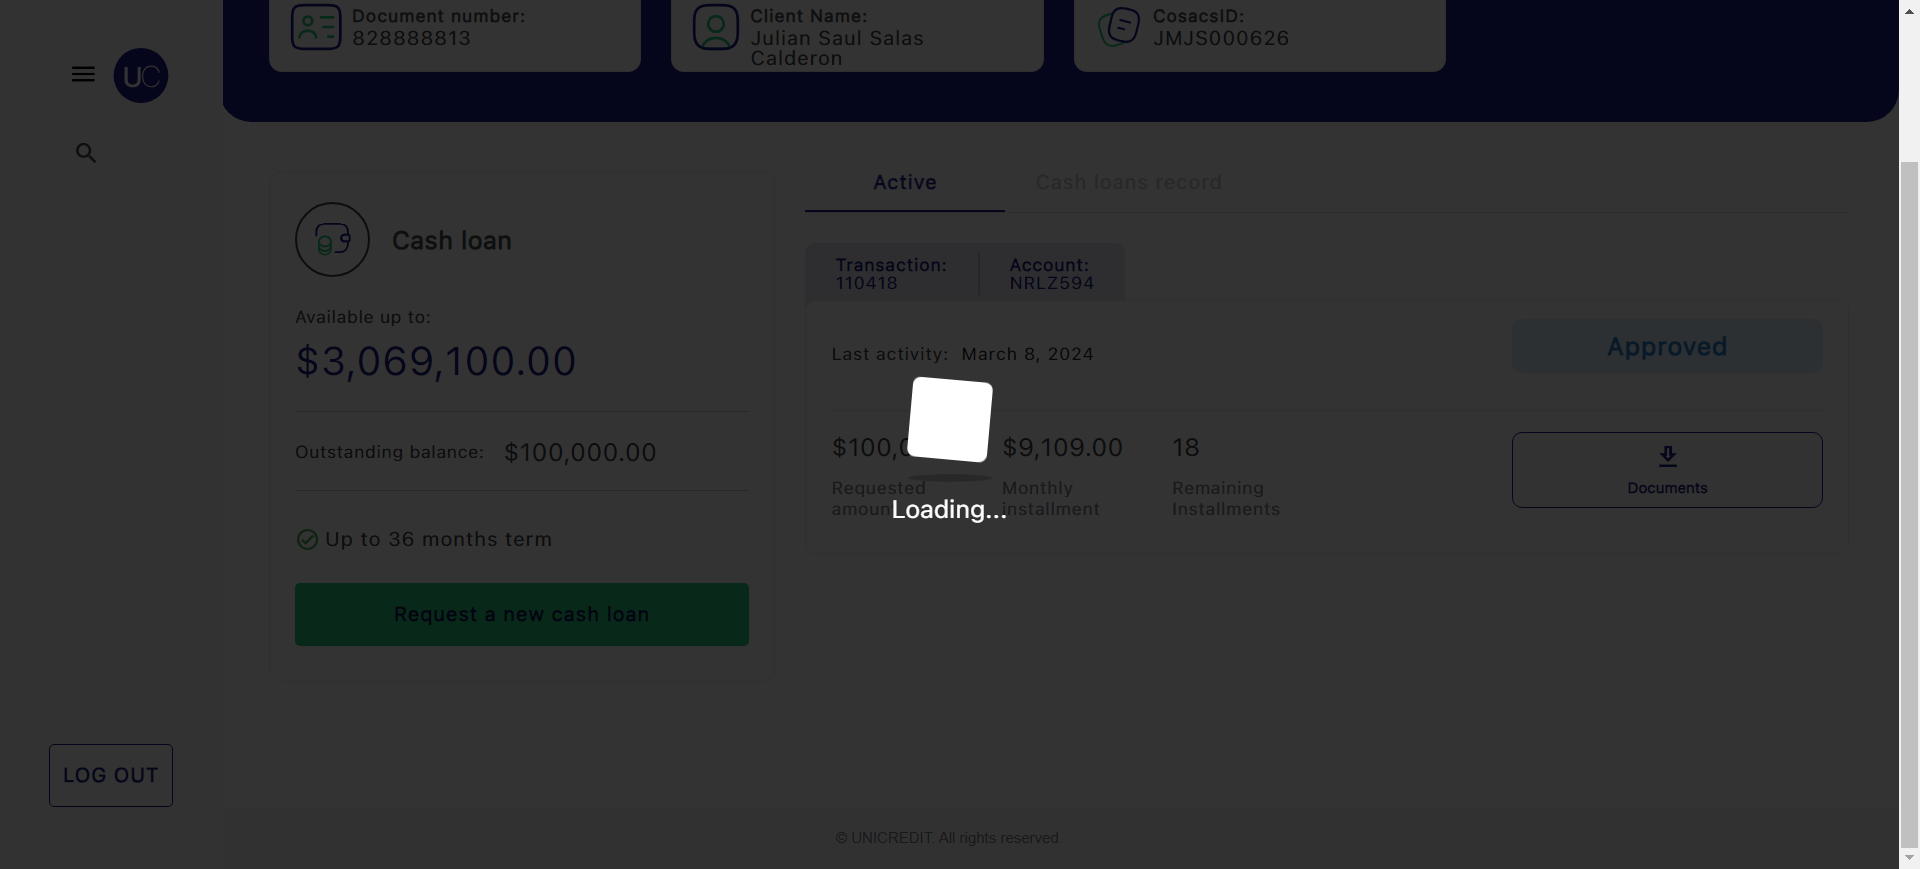 Document number:
828888813
Client Name:
Julian Saul Salas
Calderon
CosacsID:
JMJS000626
UC
Active
Cash loans record
Cash loan
Transaction:
110418
Account:
NRLZ594
Available up to:
$3,069,100.00
Last activity: March 8, 2024
Approved
Outstanding balance: $100,000.00
$100,0
Requested
amoun
$9,109.00
Monthly
installment
18
Remaining
Installments
Documents
Loading...
Up to 36 months term
Request a new cash loan
LOG OUT
© UNICREDIT. All rights reserved.